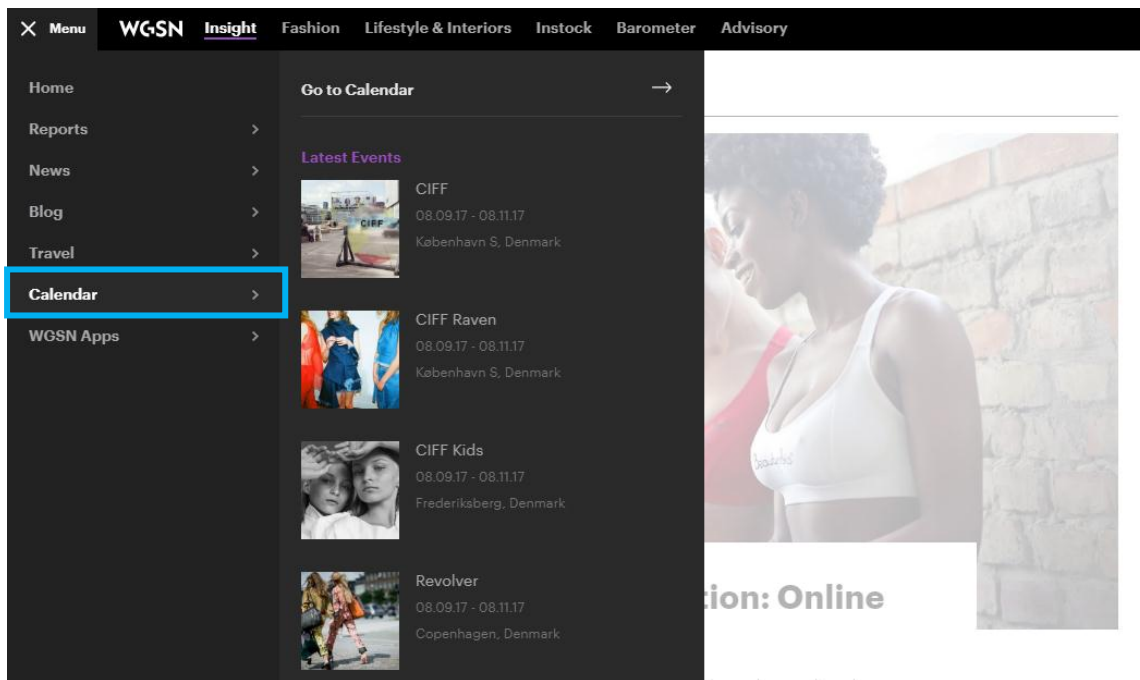 Menu WGSN Insight Fashion Lifestyle & Interiors Instock Barometer Advisory
Home
Reports
News
Blog
Travel
Calendar
WGSN Apps
Go to Calendar
Latest Events
CIFF
CIFF
08.09.17 - 08.11.17
København S, Denmark
CIFF Raven
08.09.17 - 08.11.17
København S, Denmark
CIFF Kids
08.09.17 - 08.11.17
Frederiksberg, Denmark
Revolver
08.09.17 - 08.11.17
Copenhagen, Denmark
tion: Online